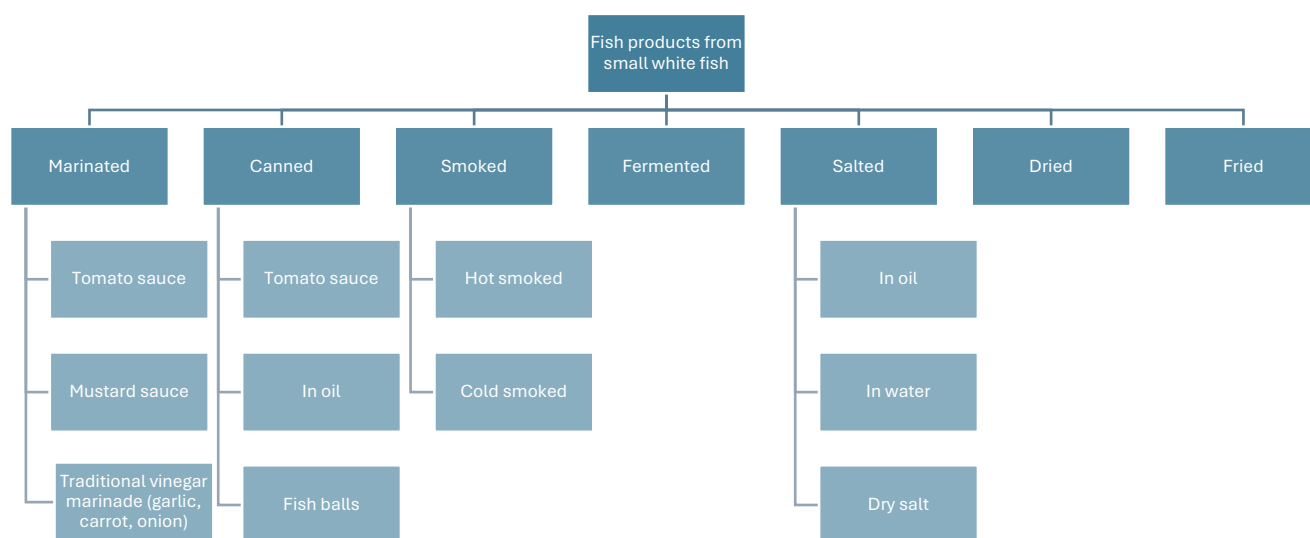 Fish products from
small white fish
Marinated
Canned
Smoked
Fermented
Salted
Dried
Fried
Tomato sauce
Mustard sauce
Traditional vinegar
marinade (garlic,
carrot, onion)
Tomato sauce
In oil
Fish balls
Hot smoked
Cold smoked
In oil
In water
Dry salt